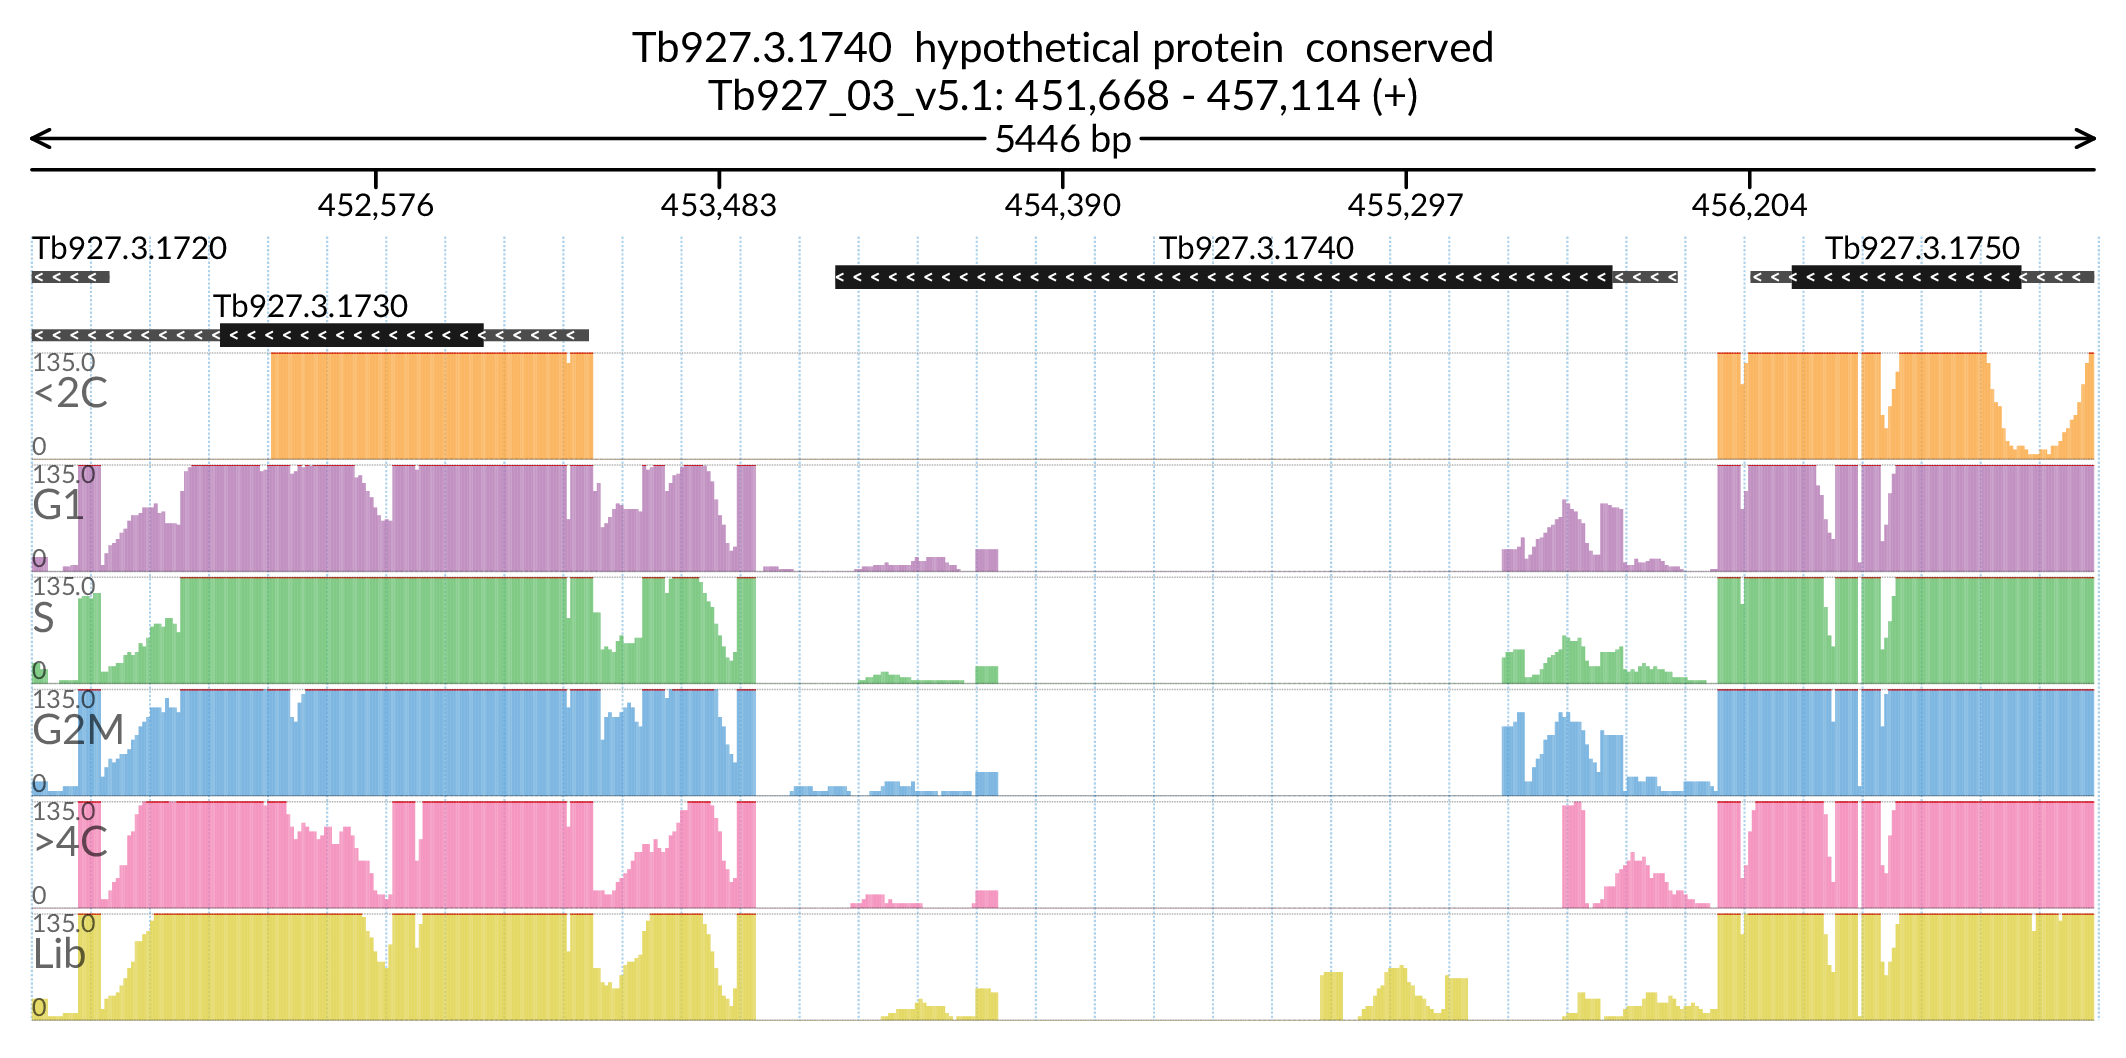 Tb927.3.1740  hypothetical protein  conserved
Tb927_03_v5.1: 451,668 - 457,114 (+)
5446 bp
452,576 453,483 454,390 455,297 456,204
Tb927.3.1720 Tb927.3.1740 Tb927.3.1750
Tb927.3.1730
135.0
<2C
0
135.0
G1
0
135.0
S
0
135.0
G2M
0
135.0
>4C
0
135.0
Lib
0